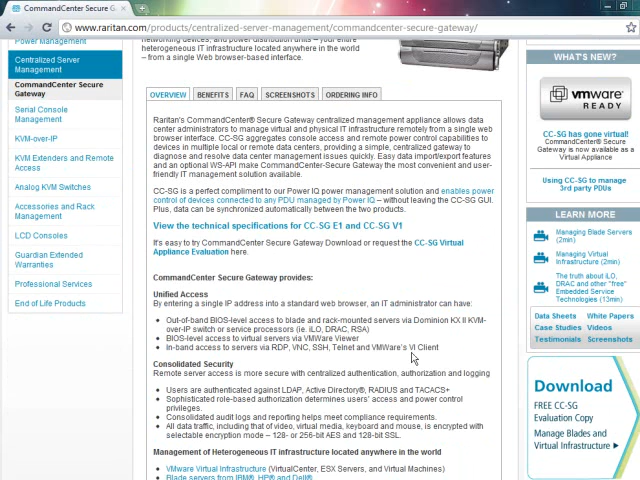 CommandCenter Secure G
www.raritan.com/products/centralized-server-management/commandcenter-secure-gateway/
Power Management
Centralized Server
Management
CommandCenter Secure
Gateway
Serial Console
Management
KVM-over-IP
KVM Extenders and Remote
Access
Analog KVM Switches
Accessories and Rack
Management
LCD Consoles
Guardian Extended
Warranties
Professional Services
End of Life Products
heterogeneous IT infrastructure located anywhere in the world
– from a single Web browser-based interface.
OVERVIEW
BENEFITS
FAQ
SCREENSHOTS
ORDERING INFO
Raritan's CommandCenter® Secure Gateway centralized management appliance allows data
center administrators to manage virtual and physical IT infrastructure remotely from a single web
browser interface. CC-SG aggregates console access and remote power control capabilities to
devices in multiple local or remote data centers, providing a simple, centralized gateway to
diagnose and resolve data center management issues quickly. Easy data import/export features
and an optional WS-API make CommandCenter-Secure Gateway the most convenient and user-
friendly IT management solution available.
CC-SG is a perfect compliment to our Power IQ power management solution and enables power
control of devices connected to any PDU managed by Power IQ – without leaving the CC-SG GUI.
Plus, data can be synchronized automatically between the two products.
View the technical specifications for CC-SG E1 and CC-SG V1
It's easy to try CommandCenter Secure Gateway Download or request the CC-SG Virtual
Appliance Evaluation here.
CommandCenter Secure Gateway provides:
Unified Access
By entering a single IP address into a standard web browser, an IT administrator can have:
• Out-of-band BIOS-level access to blade and rack-mounted servers via Dominion KX II KVM-
over-IP switch or service processors (ie. iLO, DRAC, RSA)
• BIOS-level access to virtual servers via VMware Viewer
• In-band access to servers via RDP, VNC, SSH, Telnet and VMWare's VI Client
Consolidated Security
Remote server access is more secure with centralized authentication, authorization and logging
• Users are authenticated against LDAP, Active Directory®, RADIUS and TACACS+
• Sophisticated role-based authorization determines users' access and power control
privileges.
• Consolidated audit logs and reporting helps meet compliance requirements.
• All data traffic, including that of video, virtual media, keyboard and mouse, is encrypted with
selectable encryption mode – 128- or 256-bit AES and 128-bit SSL.
Management of Heterogeneous IT infrastructure located anywhere in the world
• VMware Virtual Infrastructure (VirtualCenter, ESX Servers, and Virtual Machines)
• Blade servers from IBM®, HP® and Dell®
WHAT'S NEW?
vmware
READY
CC-SG has gone virtual!
CommandCenter® Secure
Gateway is now available as a
Virtual Appliance
Using CC-SG to manage
3rd party PDUs
LEARN MORE
Managing Blade Servers
(2min)
Managing Virtual
Infrastructure (2min)
The truth about iLO,
DRAC and other "free"
Embedded Service
Technologies (13min)
Data Sheets White Papers
Case Studies Videos
Testimonials Screenshots
Download
FREE CC-SG
Evaluation Copy
Manage Blades and
Virtual Infrastructure ▶